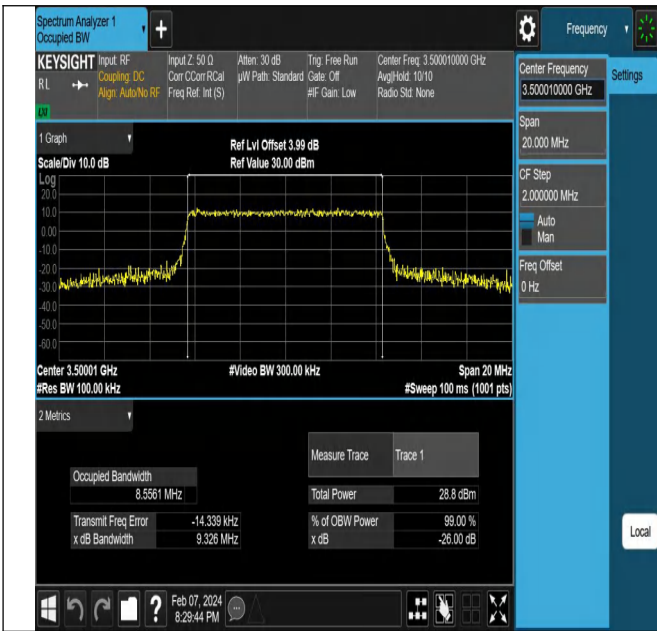 Spectrum Analyzer 1
Occupied BW
Frequency
KEYSIGHT Input: RF Input Z: 50 Ω Atten: 30 dB Trig: Free Run Center Freq: 3.500010000 GHz
RL Coupling: DC Corr CCorr RCal µW Path: Standard Gate: Off Avg|Hold: 10/10
Align: Auto/No RF Freq Ref: Int (S) #IF Gain: Low Radio Std: None
Center Frequency
3.500010000 GHz
Settings
Span
20.000 MHz
CF Step
2.000000 MHz
Auto
Man
Freq Offset
0 Hz
1 Graph
Ref Lvl Offset 3.99 dB
Scale/Div 10.0 dB Ref Value 30.00 dBm
Log
20.0
10.0
0.00
-10.0
-20.0
-30.0
-40.0
-50.0
-60.0
Center 3.50001 GHz #Video BW 300.00 kHz Span 20 MHz
#Res BW 100.00 kHz #Sweep 100 ms (1001 pts)
2 Metrics
Measure Trace Trace 1
Occupied Bandwidth
8.5561 MHz
Total Power 28.8 dBm
Transmit Freq Error -14.339 kHz % of OBW Power 99.00 %
x dB Bandwidth 9.326 MHz x dB -26.00 dB
Local
Feb 07, 2024
8:29:44 PM